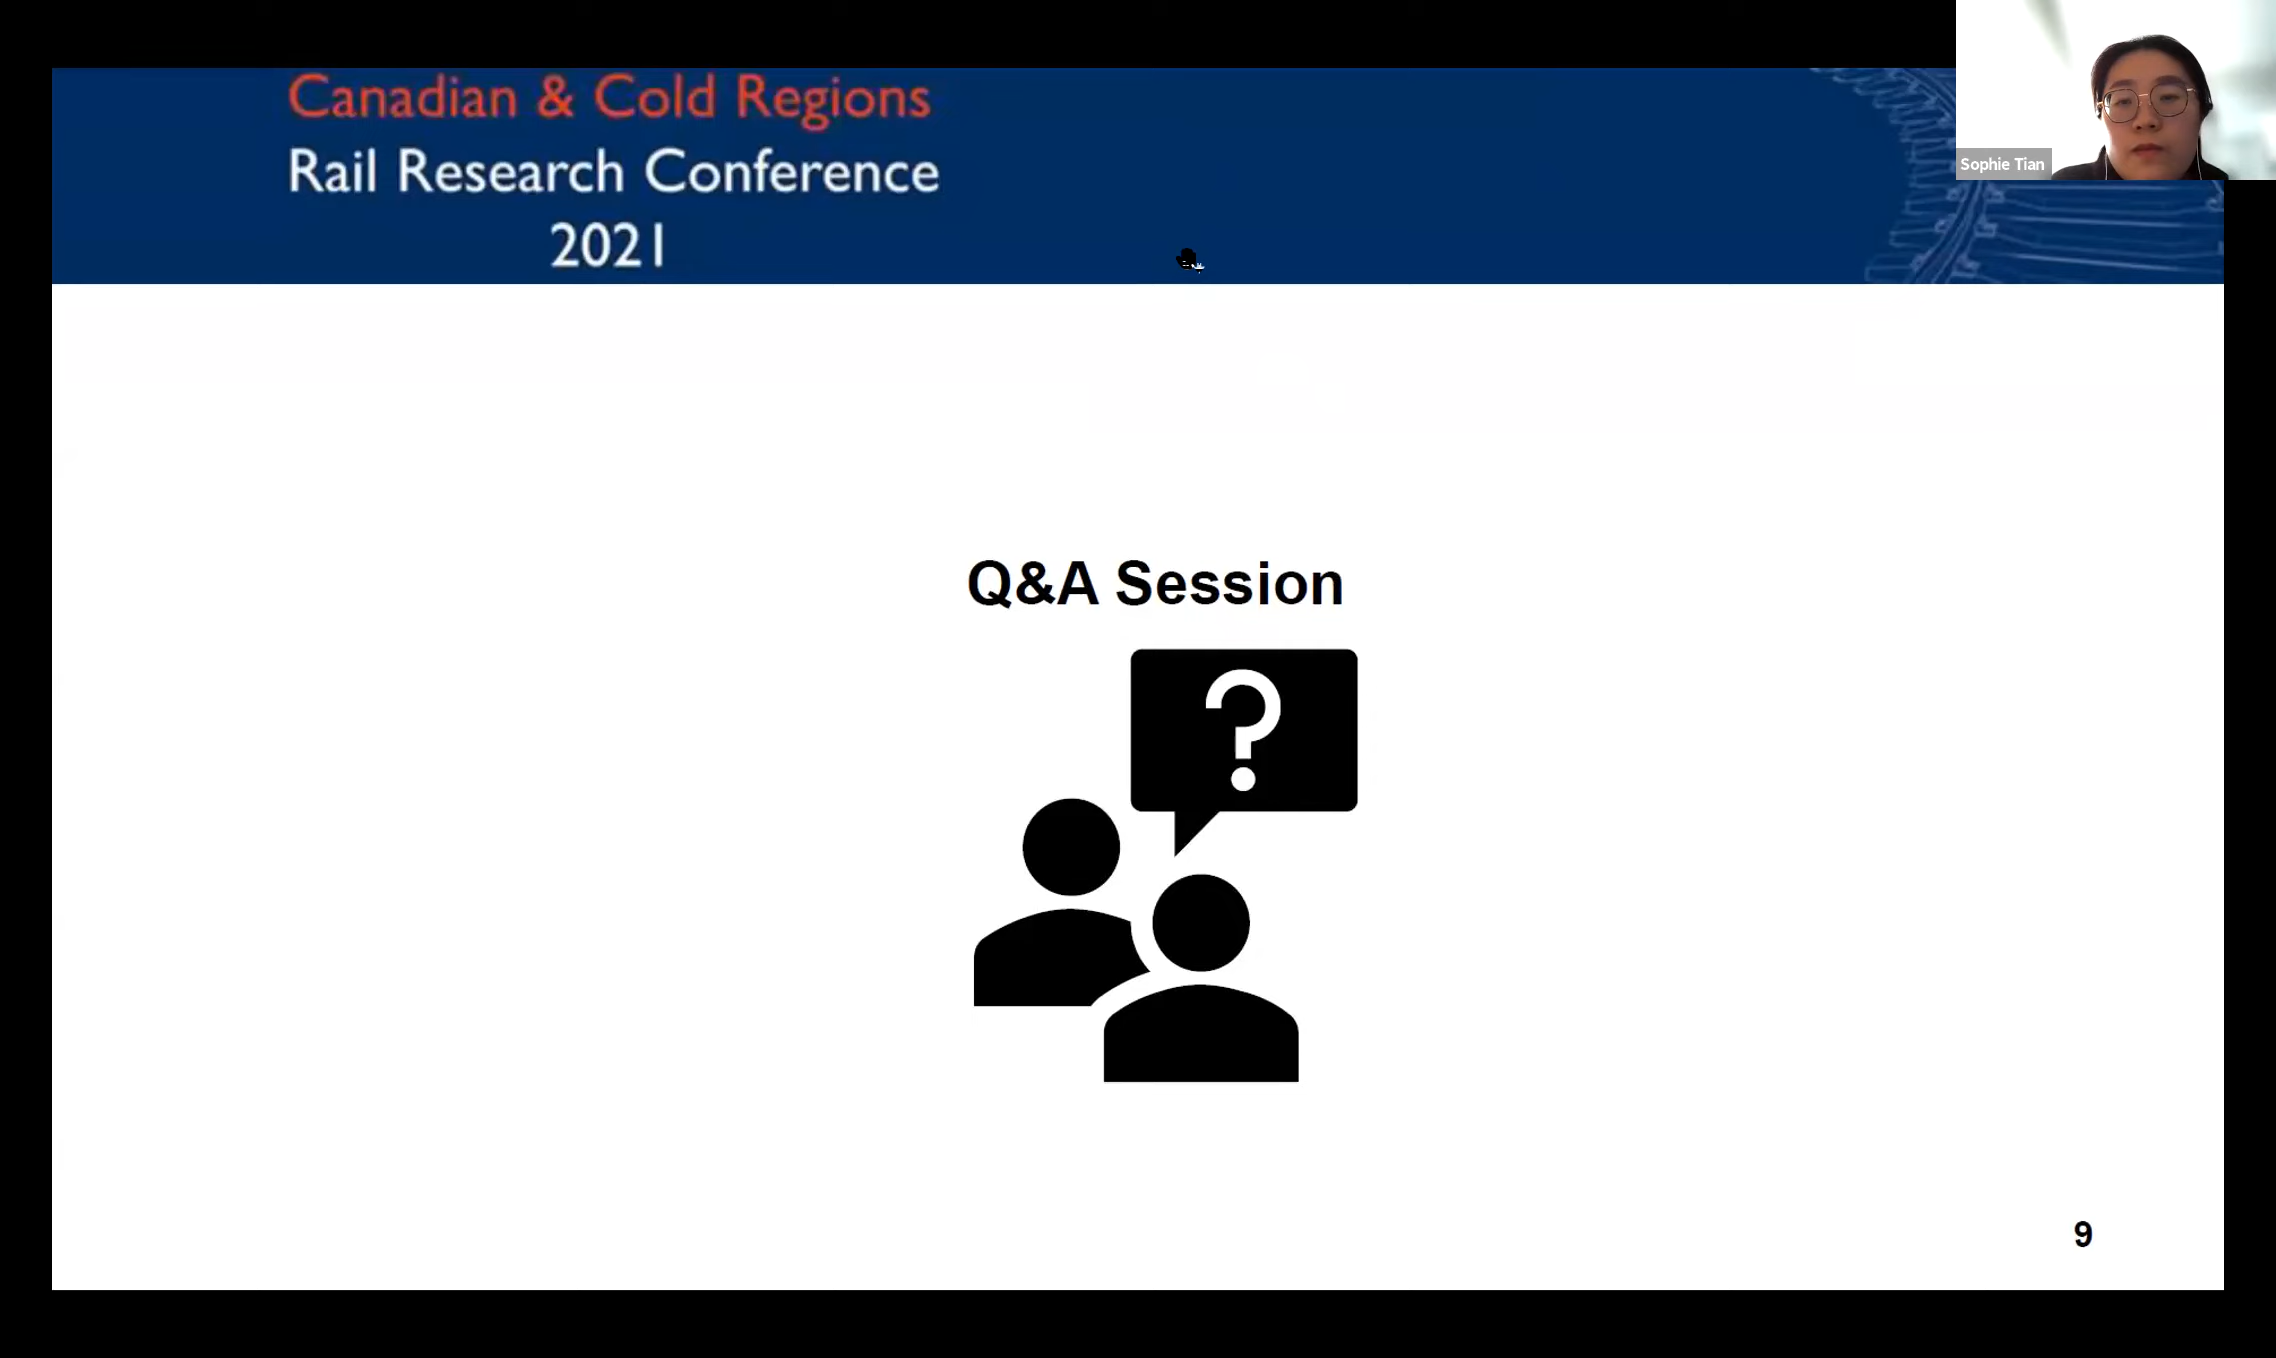 Canadian & Cold Regions
Rail Research Conference
2021
Sophie Tian
Q&A Session
?
9